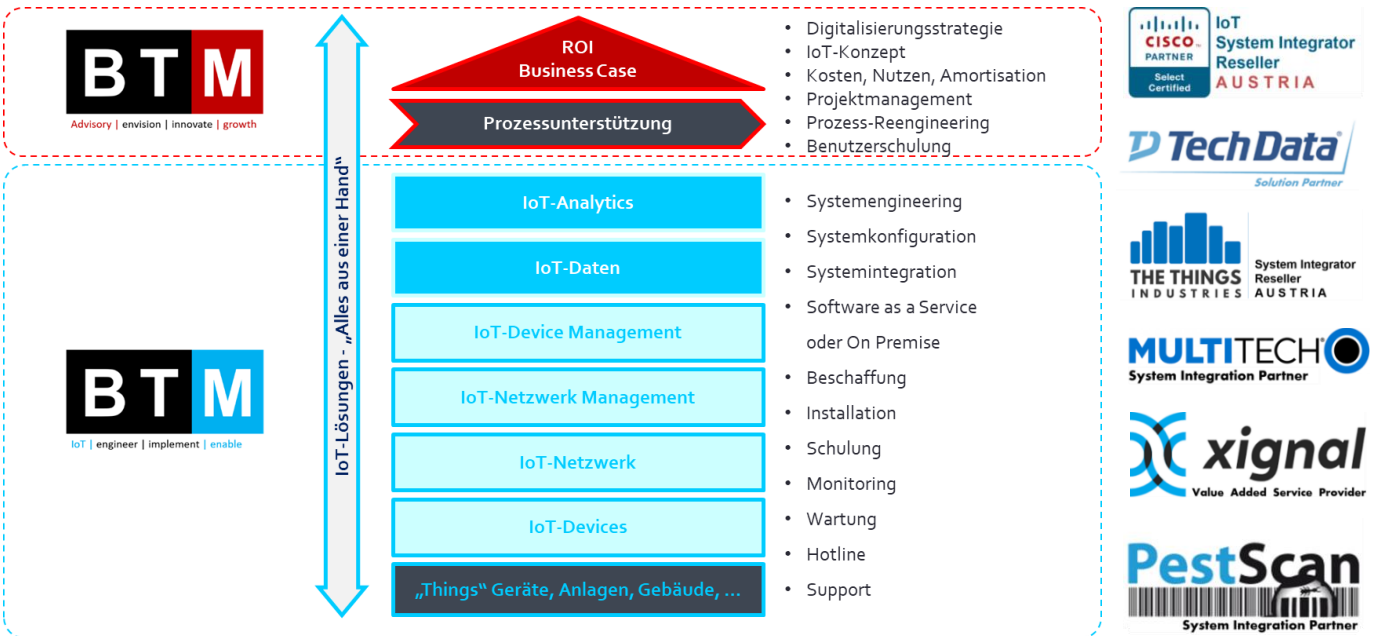 BTM
Advisory | envision | innovate | growth
BTM
IoT | engineer | implement | enable
IoT-Lösungen - „Alles aus einer Hand“
ROI
Business Case
Prozessunterstützung
IoT-Analytics
IoT-Daten
IoT-Device Management
IoT-Netzwerk Management
IoT-Netzwerk
IoT-Devices
„Things“ Geräte, Anlagen, Gebäude, ...
• Digitalisierungsstrategie
• IoT-Konzept
• Kosten, Nutzen, Amortisation
• Projektmanagement
• Prozess-Reengineering
• Benutzerschulung
• Systemengineering
• Systemkonfiguration
• Systemintegration
• Software as a Service
oder On Premise
• Beschaffung
• Installation
• Schulung
• Monitoring
• Wartung
• Hotline
• Support
CISCO
PARTNER
Select
Certified
IoT
System Integrator
Reseller
AUSTRIA
TD Tech Data®
Solution Partner
THE THINGS
INDUSTRIES
System Integrator
Reseller
AUSTRIA
MULTITECH®
System Integration Partner
xignal
Value Added Service Provider
PestScan
System Integration Partner